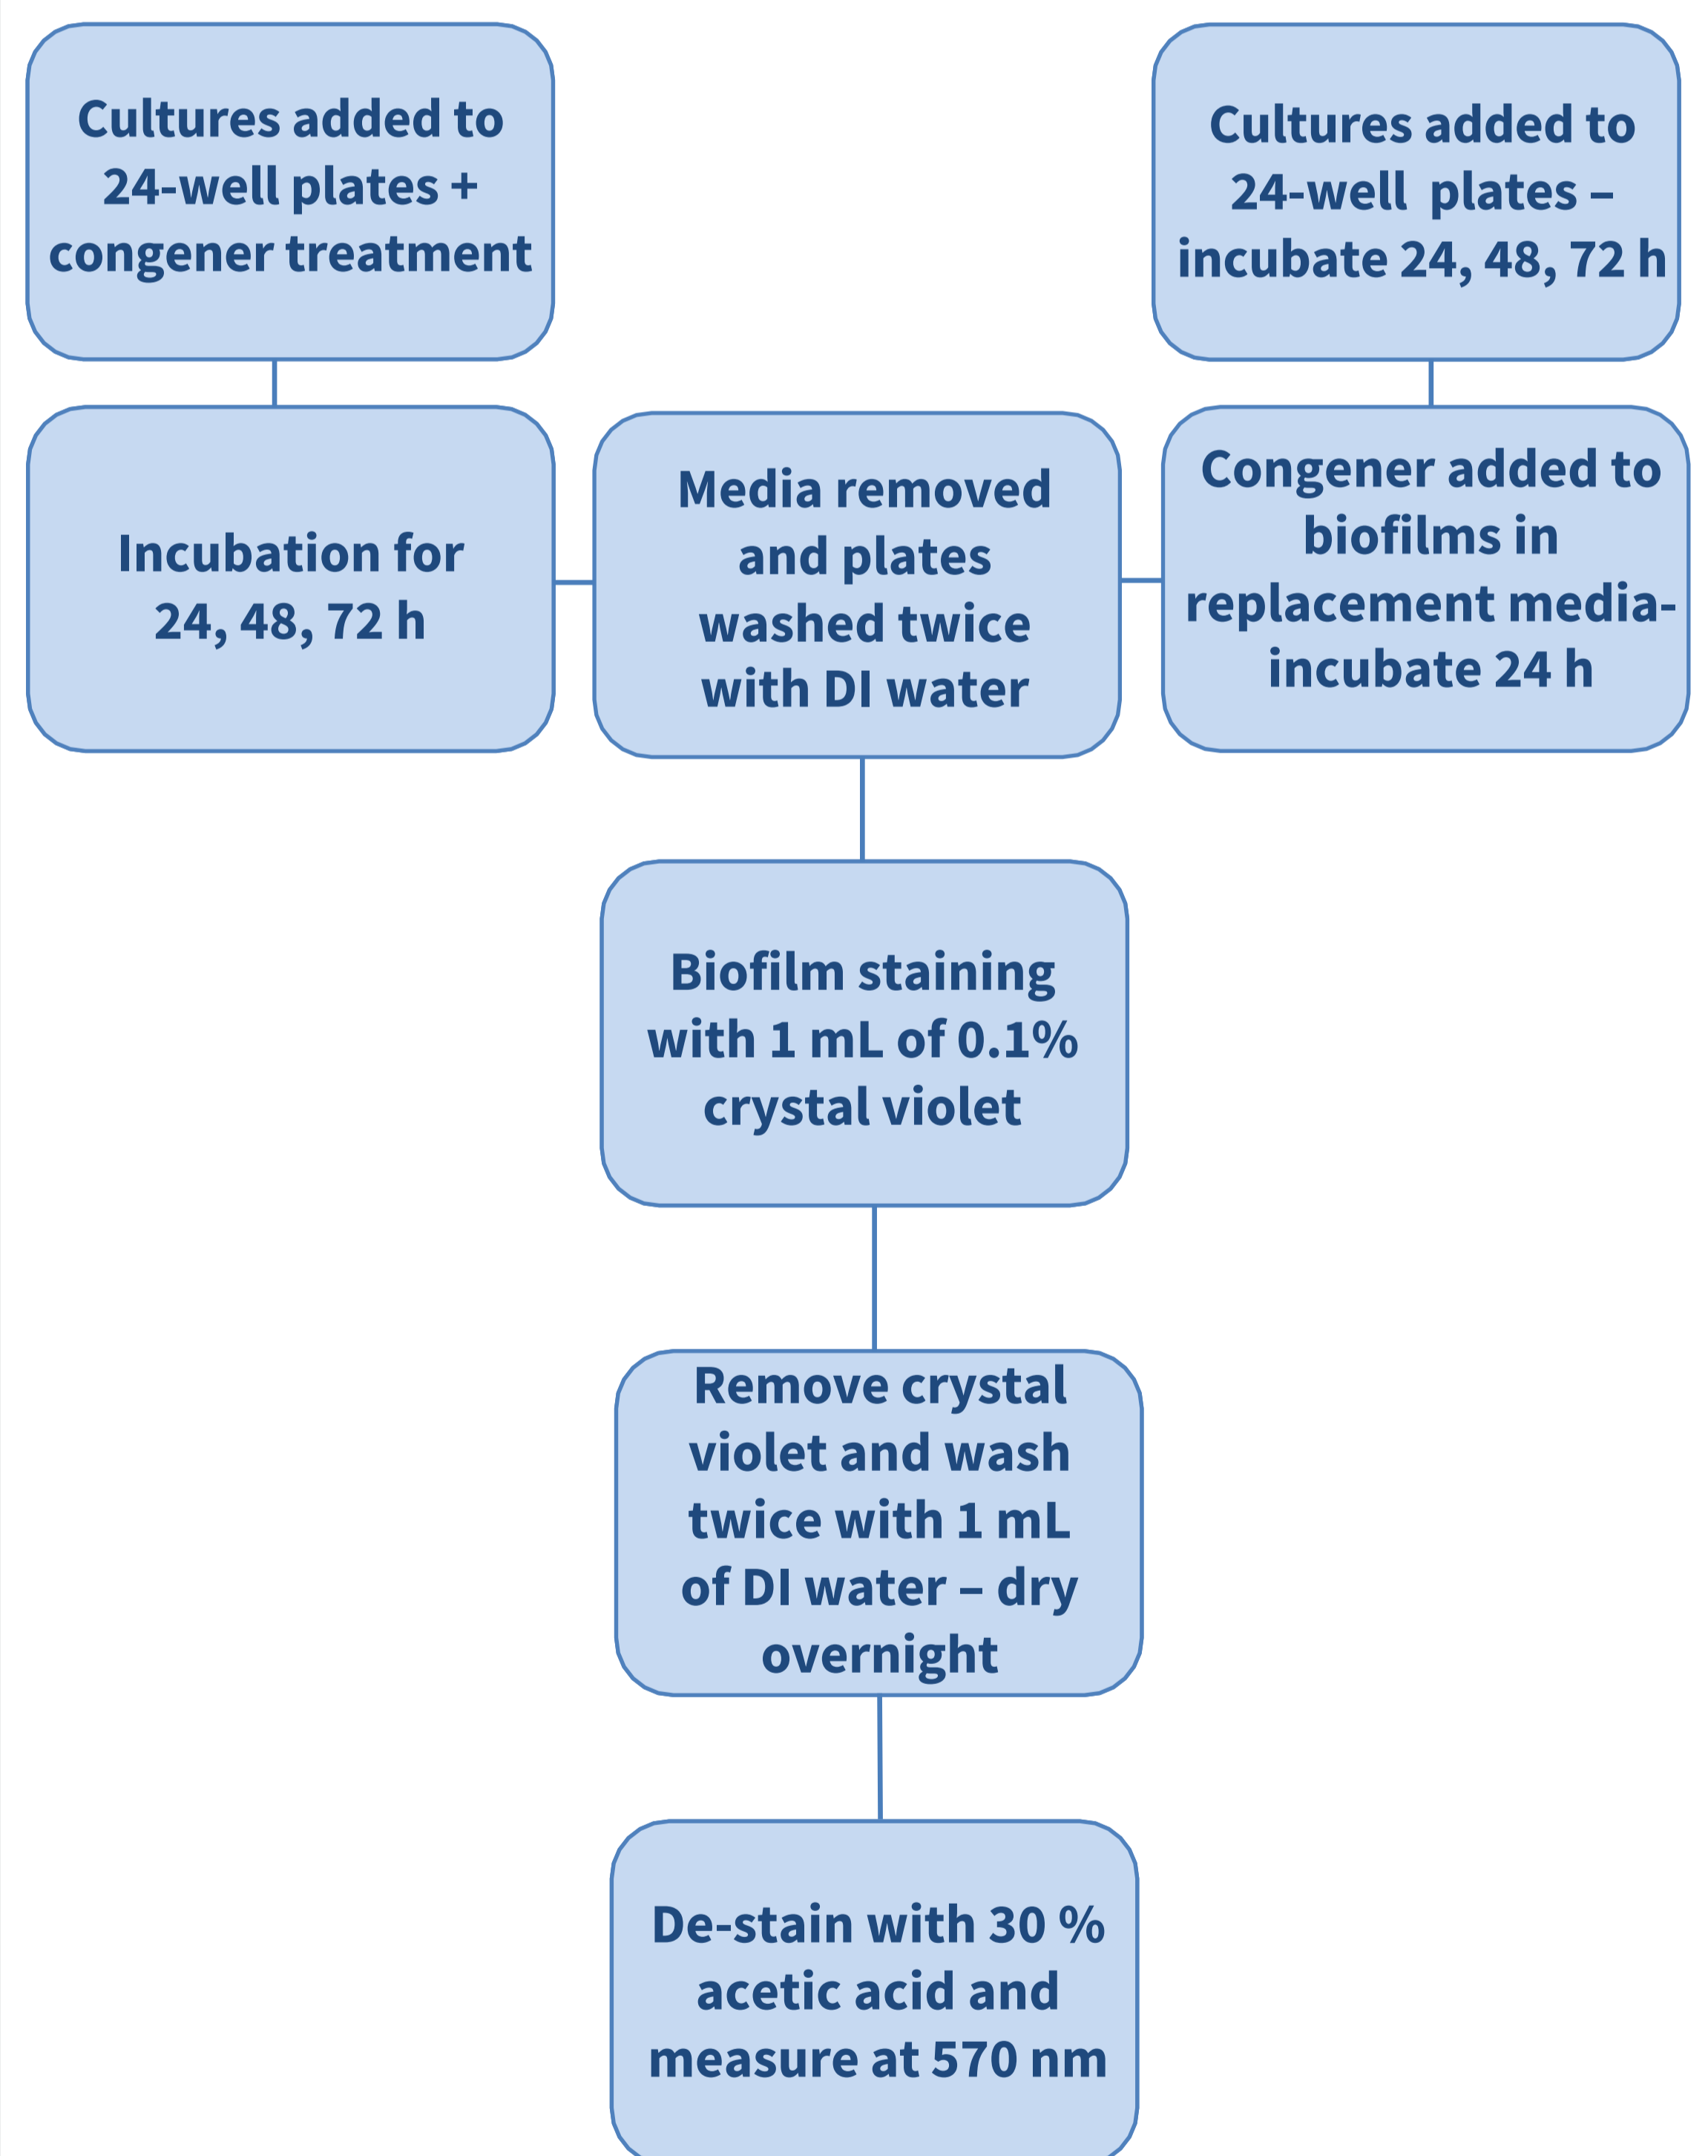 Cultures added to
24-well plates +
congener treatment
Cultures added to
24-well plates –
incubate 24, 48, 72 h
Incubation for
24, 48, 72 h
Media removed
and plates
washed twice
with DI water
Congener added to
biofilms in
replacement media-
incubate 24 h
Biofilm staining
with 1 mL of 0.1%
crystal violet
Remove crystal
violet and wash
twice with 1 mL
of DI water – dry
overnight
De-stain with 30 %
acetic acid and
measure at 570 nm